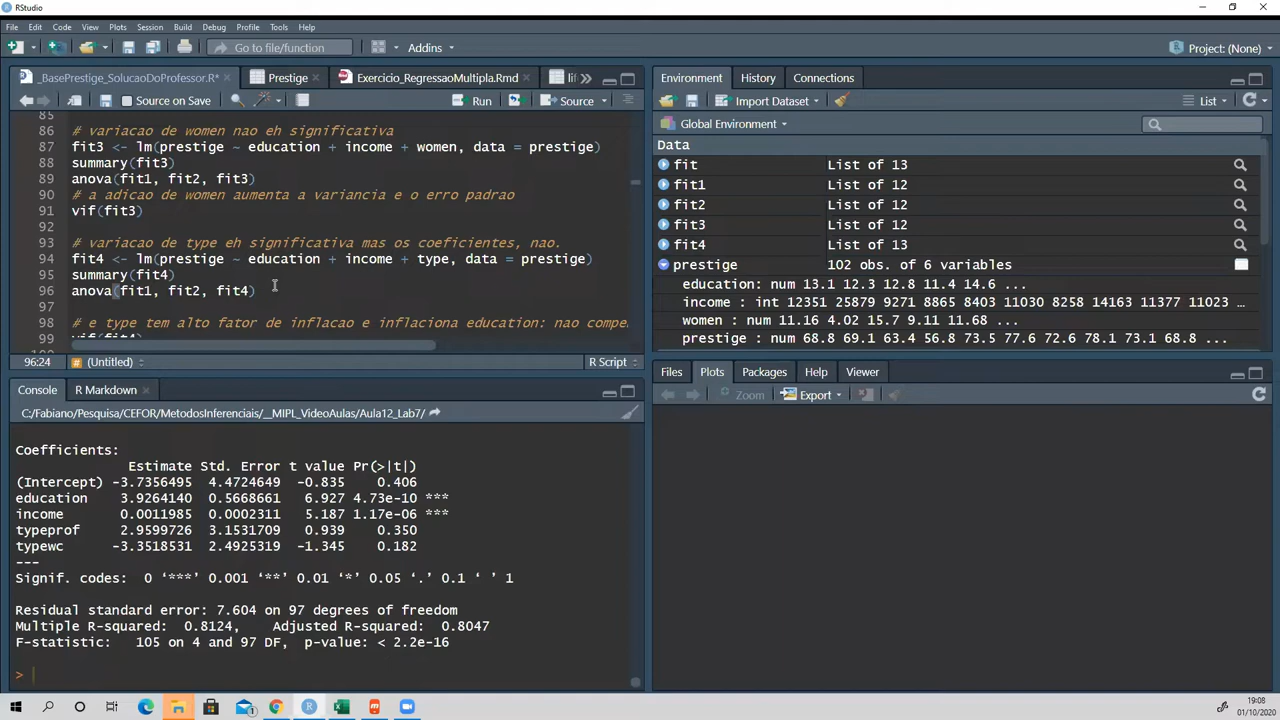 RStudio
File Edit Code View Plots Session Build Debug Profile Tools Help
Go to file/function Addins Project: (None)
_BasePrestige_SolucaoDoProfessor.R* Prestige Exercicio_RegressaoMultipla.Rmd
Source on Save Run Source
85
86 # variacao de women nao eh significativa
87 fit3 <- lm(prestige ~ education + income + women, data = prestige)
88 summary(fit3)
89 anova(fit1, fit2, fit3)
90 # a adicao de women aumenta a variancia e o erro padrao
91 vif(fit3)
92
93 # variacao de type eh significativa mas os coeficientes, nao.
94 fit4 <- lm(prestige ~ education + income + type, data = prestige)
95 summary(fit4)
96 anova(fit1, fit2, fit4)
97
98 # e type tem alto fator de inflacao e inflaciona education: nao
99 vif(fit4)
96:24 (Untitled) R Script
Console R Markdown
C:/Fabiano/Pesquisa/CEFOR/MetodosInferenciais/__MIPL_VideoAulas/Aula12_Lab7/
Coefficients:
Estimate Std. Error t value Pr(>|t|)
(Intercept) -3.7356495 4.4724649 -0.835 0.406
education 3.9264140 0.5668661 6.927 4.73e-10 ***
income 0.0011985 0.0002311 5.187 1.17e-06 ***
typeprof 2.9599726 3.1531709 0.939 0.350
typewc -3.3518531 2.4925319 -1.345 0.182
---
Signif. codes: 0 ‘***’ 0.001 ‘**’ 0.01 ‘*’ 0.05 ‘.’ 0.1 ‘ ’ 1
Residual standard error: 7.604 on 97 degrees of freedom
Multiple R-squared: 0.8124, Adjusted R-squared: 0.8047
F-statistic: 105 on 4 and 97 DF, p-value: < 2.2e-16
>
Environment History Connections
Import Dataset List
Global Environment
Data
fit List of 13
fit1 List of 12
fit2 List of 12
fit3 List of 12
fit4 List of 13
prestige 102 obs. of 6 variables
education: num 13.1 12.3 12.8 11.4 14.6 ...
income : int 12351 25879 9271 8865 8403 11030 8258 14163 11377 11023 ...
women : num 11.16 4.02 15.7 9.11 11.68 ...
prestige : num 68.8 69.1 63.4 56.8 73.5 77.6 72.6 78.1 73.1 68.8 ...
Files Plots Packages Help Viewer
Zoom Export
19:08
01/10/2020